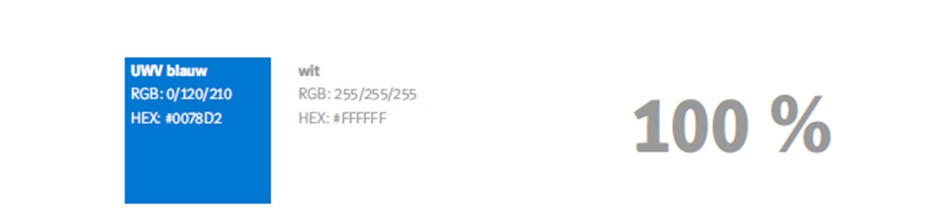 UWV blauw
RGB: 0/120/210
HEX: #0078D2
wit
RGB: 255/255/255
HEX: #FFFFFF
100 %